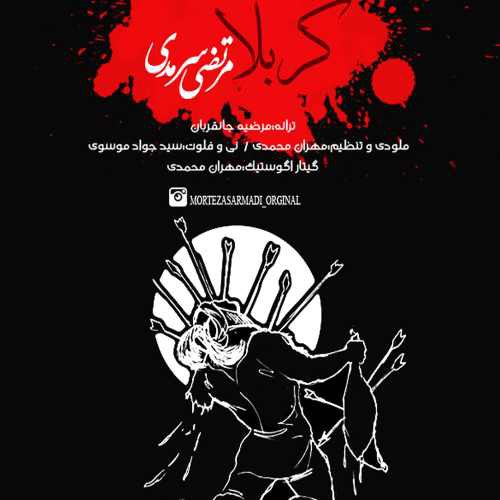 کربلا
مرتضی سرمدی
ترانه:مرضیه جانقربان
ملودی و تنظیم:مهران محمدی / نی و فلوت:سید جواد موسوی
گیتار آگوستیک:مهران محمدی
MORTEZASARMADI_ORGINAL